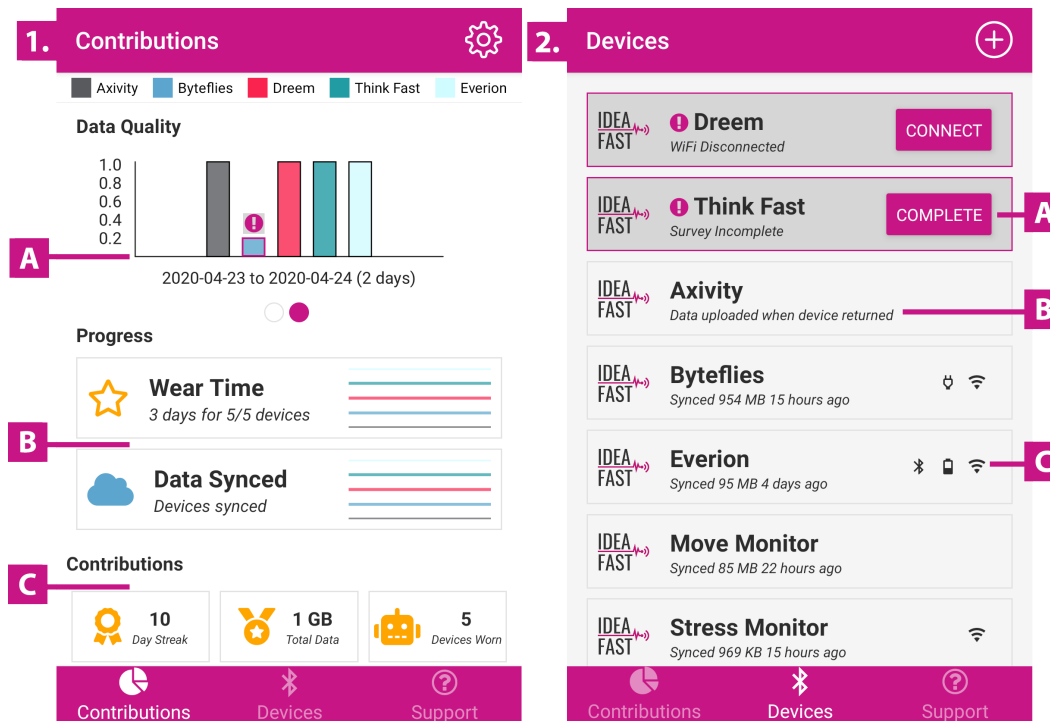 1.
Contributions
Axivity
Byteflies
Dreem
Think Fast
Everion
Data Quality
1.0
0.8
0.6
0.4
0.2
A
2020-04-23 to 2020-04-24 (2 days)
Progress
Wear Time
3 days for 5/5 devices
B
Data Synced
Devices synced
Contributions
C
10
Day Streak
1 GB
Total Data
5
Devices Worn
Contributions
Devices
Support
2.
Devices
IDEA
FAST
Dreem
WiFi Disconnected
CONNECT
IDEA
FAST
Think Fast
Survey Incomplete
COMPLETE
A
IDEA
FAST
Axivity
Data uploaded when device returned
B
IDEA
FAST
Byteflies
Synced 954 MB 15 hours ago
IDEA
FAST
Everion
Synced 95 MB 4 days ago
C
IDEA
FAST
Move Monitor
Synced 85 MB 22 hours ago
IDEA
FAST
Stress Monitor
Synced 969 KB 15 hours ago
Contributions
Devices
Support